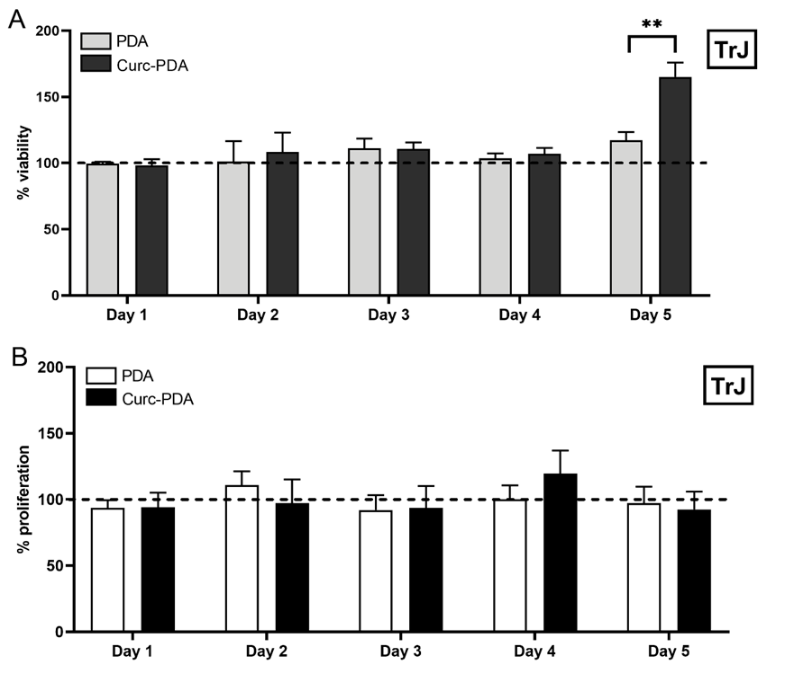 A
200
PDA
Curc-PDA
**
TrJ
150
100
50
0
% viability
Day 1 Day 2 Day 3 Day 4 Day 5
B
200
PDA
Curc-PDA
TrJ
150
100
50
0
% proliferation
Day 1 Day 2 Day 3 Day 4 Day 5